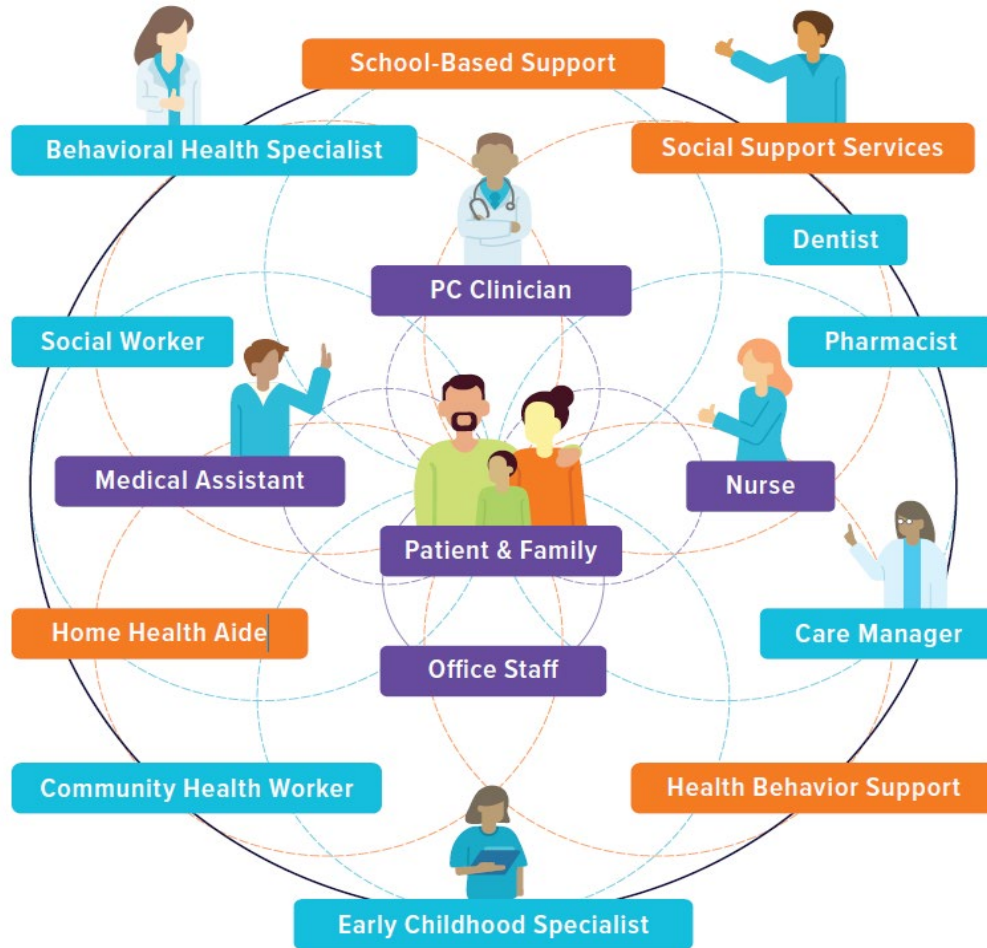 School-Based Support
Behavioral Health Specialist
Social Support Services
Dentist
PC Clinician
Social Worker
Pharmacist
Medical Assistant
Nurse
Patient & Family
Home Health Aide
Care Manager
Office Staff
Community Health Worker
Health Behavior Support
Early Childhood Specialist